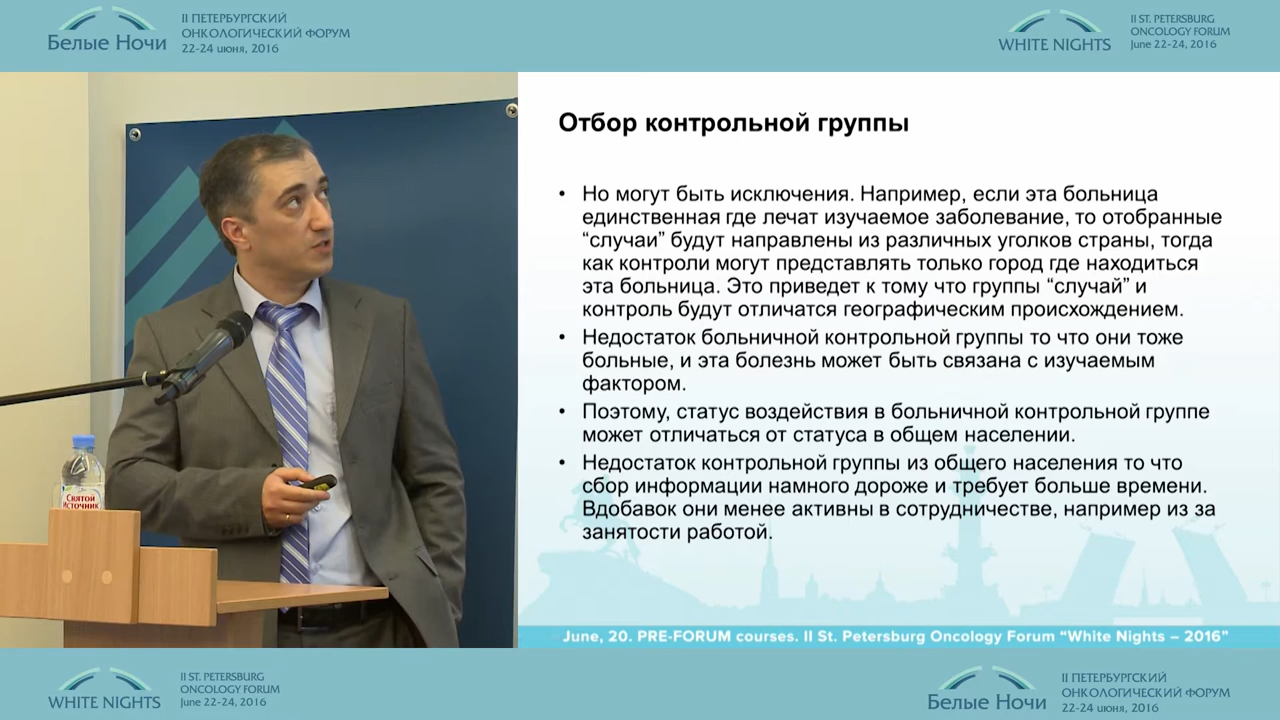 Белые Ночи
II ПЕТЕРБУРГСКИЙ
ОНКОЛОГИЧЕСКИЙ ФОРУМ
22-24 июня, 2016
WHITE NIGHTS
II ST. PETERSBURG
ONCOLOGY FORUM
June 22-24, 2016
Отбор контрольной группы
• Но могут быть исключения. Например, если эта больница
единственная где лечат изучаемое заболевание, то отобранные
“случаи” будут направлены из различных уголков страны, тогда
как контроли могут представлять только город где находиться
эта больница. Это приведет к тому что группы “случай” и
контроль будут отличатся географическим происхождением.
• Недостаток больничной контрольной группы то что они тоже
больные, и эта болезнь может быть связана с изучаемым
фактором.
• Поэтому, статус воздействия в больничной контрольной группе
может отличаться от статуса в общем населении.
• Недостаток контрольной группы из общего населения то что
сбор информации намного дороже и требует больше времени.
Вдобавок они менее активны в сотрудничестве, например из за
занятости работой.
Святой
Источник
June, 20. PRE-FORUM courses. II St. Petersburg Oncology Forum “White Nights – 2016”
WHITE NIGHTS
II ST. PETERSBURG
ONCOLOGY FORUM
June 22-24, 2016
Белые Ночи
II ПЕТЕРБУРГСКИЙ
ОНКОЛОГИЧЕСКИЙ ФОРУМ
22-24 июня, 2016